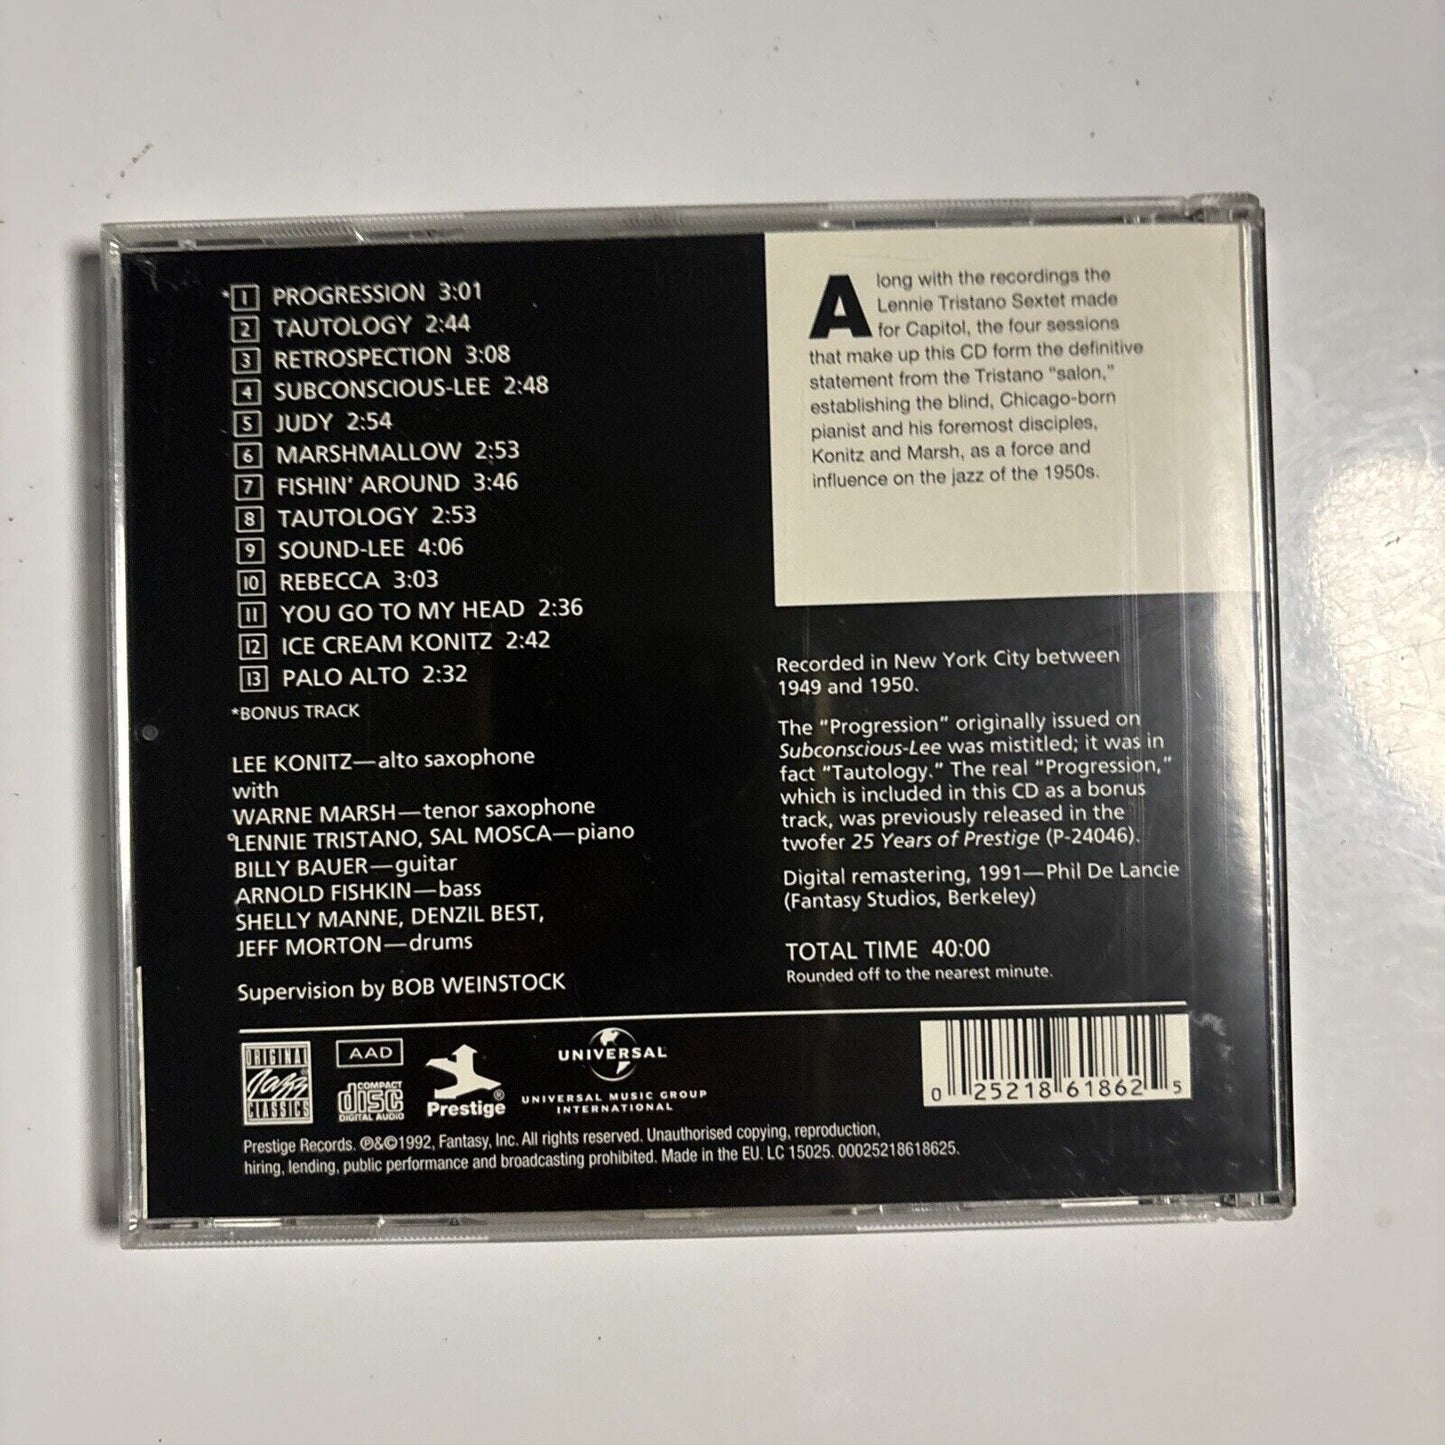 *1 PROGRESSION 3:01
2 TAUTOLOGY 2:44
3 RETROSPECTION 3:08
4 SUBCONSCIOUS-LEE 2:48
5 JUDY 2:54
6 MARSHMALLOW 2:53
7 FISHIN' AROUND 3:46
8 TAUTOLOGY 2:53
9 SOUND-LEE 4:06
10 REBECCA 3:03
11 YOU GO TO MY HEAD 2:36
12 ICE CREAM KONITZ 2:42
13 PALO ALTO 2:32
*BONUS TRACK
LEE KONITZ—alto saxophone
with
WARNE MARSH—tenor saxophone
LENNIE TRISTANO, SAL MOSCA—piano
BILLY BAUER—guitar
ARNOLD FISHKIN—bass
SHELLY MANNE, DENZIL BEST,
JEFF MORTON—drums
Supervision by BOB WEINSTOCK
Along with the recordings the
Lennie Tristano Sextet made
for Capitol, the four sessions
that make up this CD form the definitive
statement from the Tristano “salon,”
establishing the blind, Chicago-born
pianist and his foremost disciples,
Konitz and Marsh, as a force and
influence on the jazz of the 1950s.
Recorded in New York City between
1949 and 1950.
The “Progression” originally issued on
Subconscious-Lee was mistitled; it was in
fact “Tautology.” The real “Progression,”
which is included in this CD as a bonus
track, was previously released in the
twofer 25 Years of Prestige (P-24046).
Digital remastering, 1991—Phil De Lancie
(Fantasy Studios, Berkeley)
TOTAL TIME 40:00
Rounded off to the nearest minute.
ORIGINAL
Jazz®
CLASSICS
AAD
COMPACT
disc
DIGITAL AUDIO
Prestige®
UNIVERSAL
UNIVERSAL MUSIC GROUP
INTERNATIONAL
0 25218 61862 5
Prestige Records. ℗&©1992, Fantasy, Inc. All rights reserved. Unauthorised copying, reproduction,
hiring, lending, public performance and broadcasting prohibited. Made in the EU. LC 15025. 00025218618625.